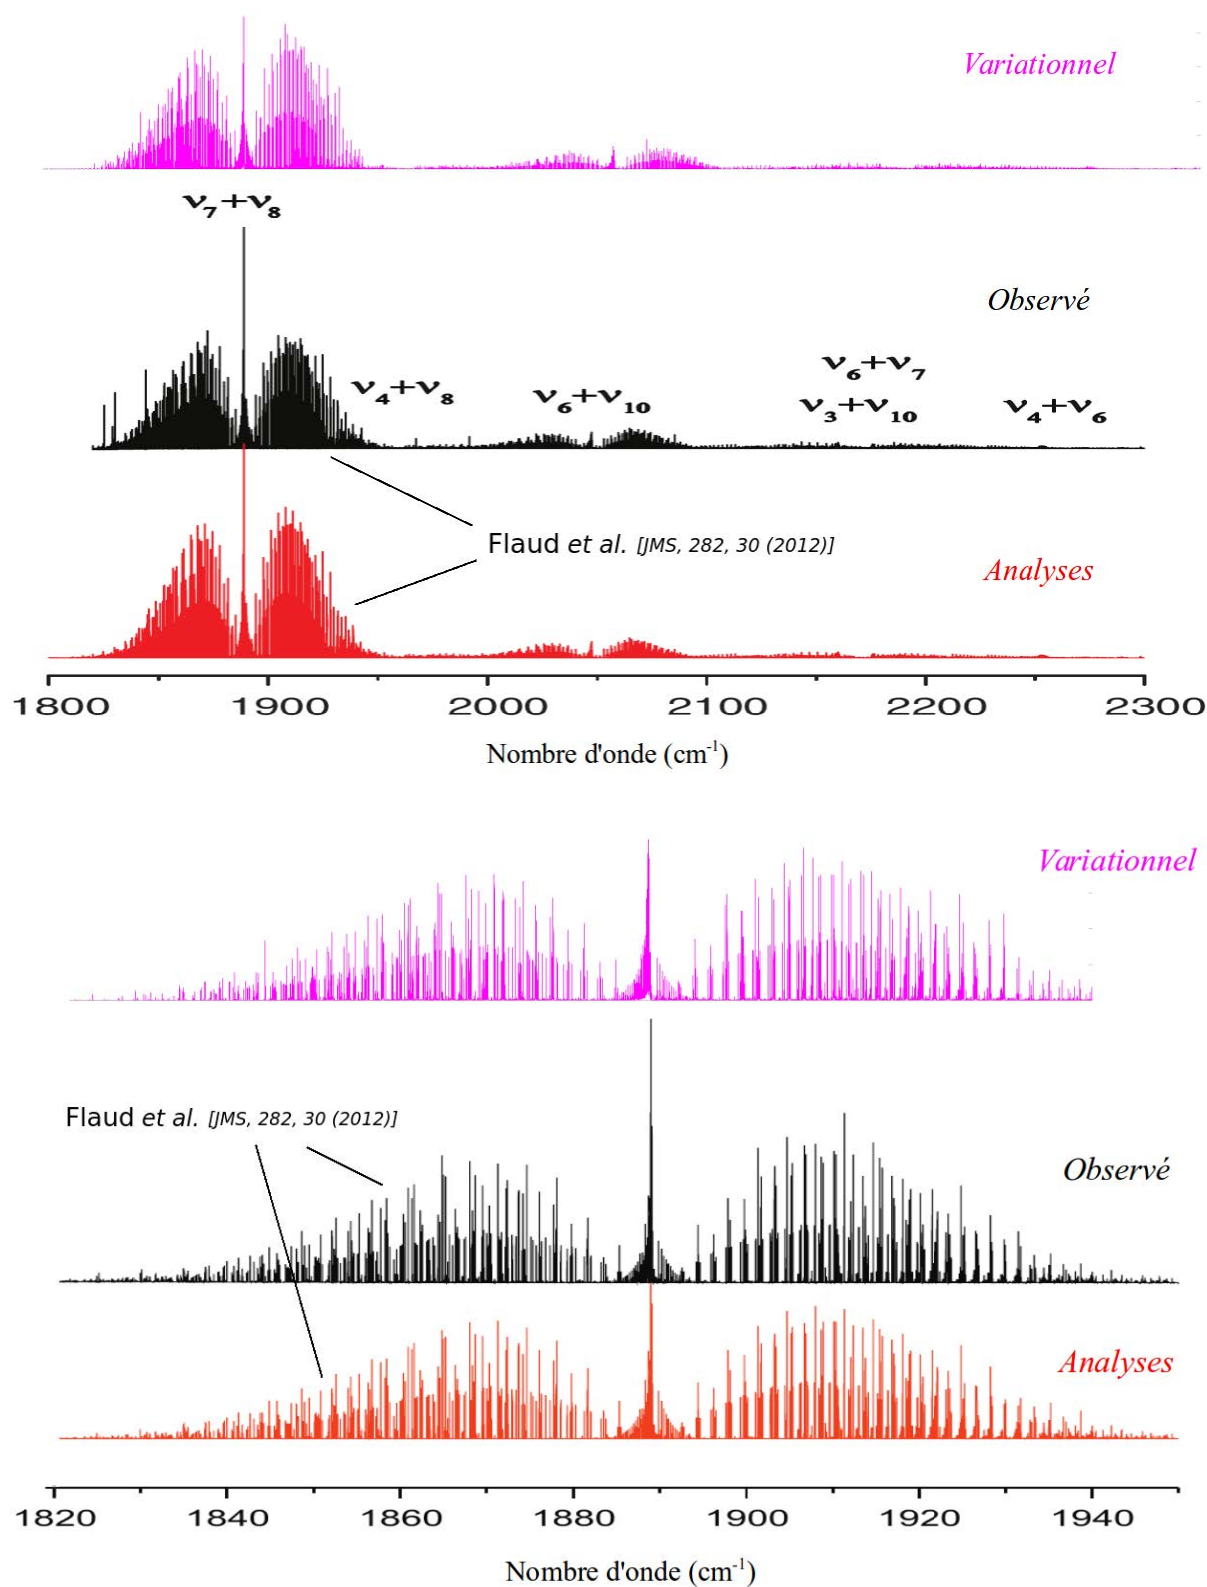 Variationnel
ν7+ν8
Observé
ν6+ν7
ν4+ν8
ν6+ν10
ν3+ν10
ν4+ν6
Flaud et al. [JMS, 282, 30 (2012)]
Analyses
1800 1900 2000 2100 2200 2300
Nombre d'onde (cm-1)
Variationnel
Flaud et al. [JMS, 282, 30 (2012)]
Observé
Analyses
1820 1840 1860 1880 1900 1920 1940
Nombre d'onde (cm-1)